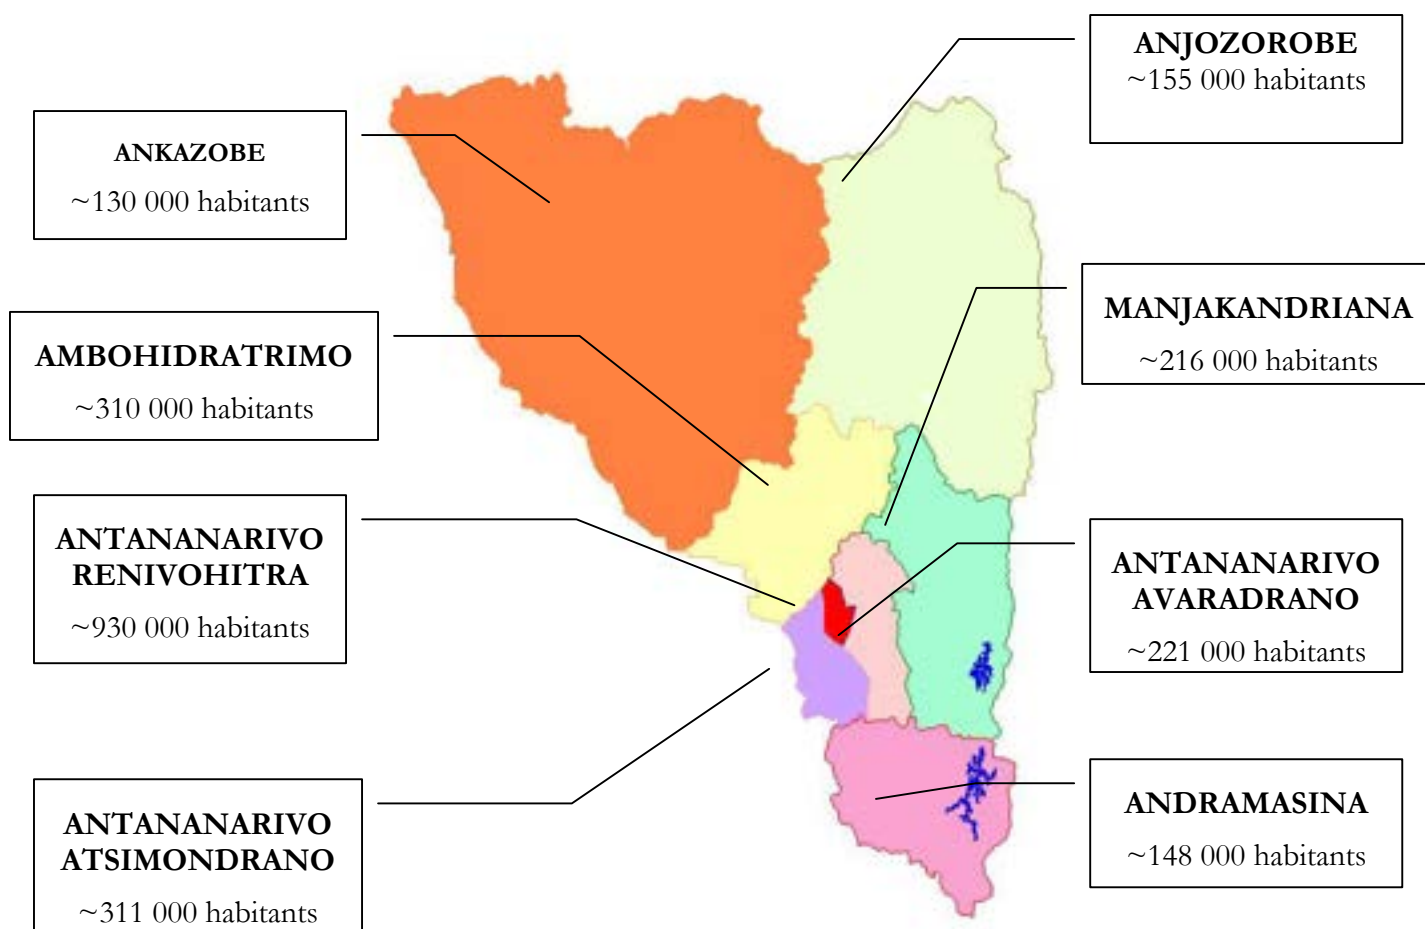 ANJOZOROBE
~155 000 habitants
ANKAZOBE
~130 000 habitants
MANJAKANDRIANA
~216 000 habitants
AMBOHIDRATRIMO
~310 000 habitants
ANTANANARIVO
RENIVOHITRA
~930 000 habitants
ANTANANARIVO
AVARADRANO
~221 000 habitants
ANTANANARIVO
ATSIMONDRANO
~311 000 habitants
ANDRAMASINA
~148 000 habitants